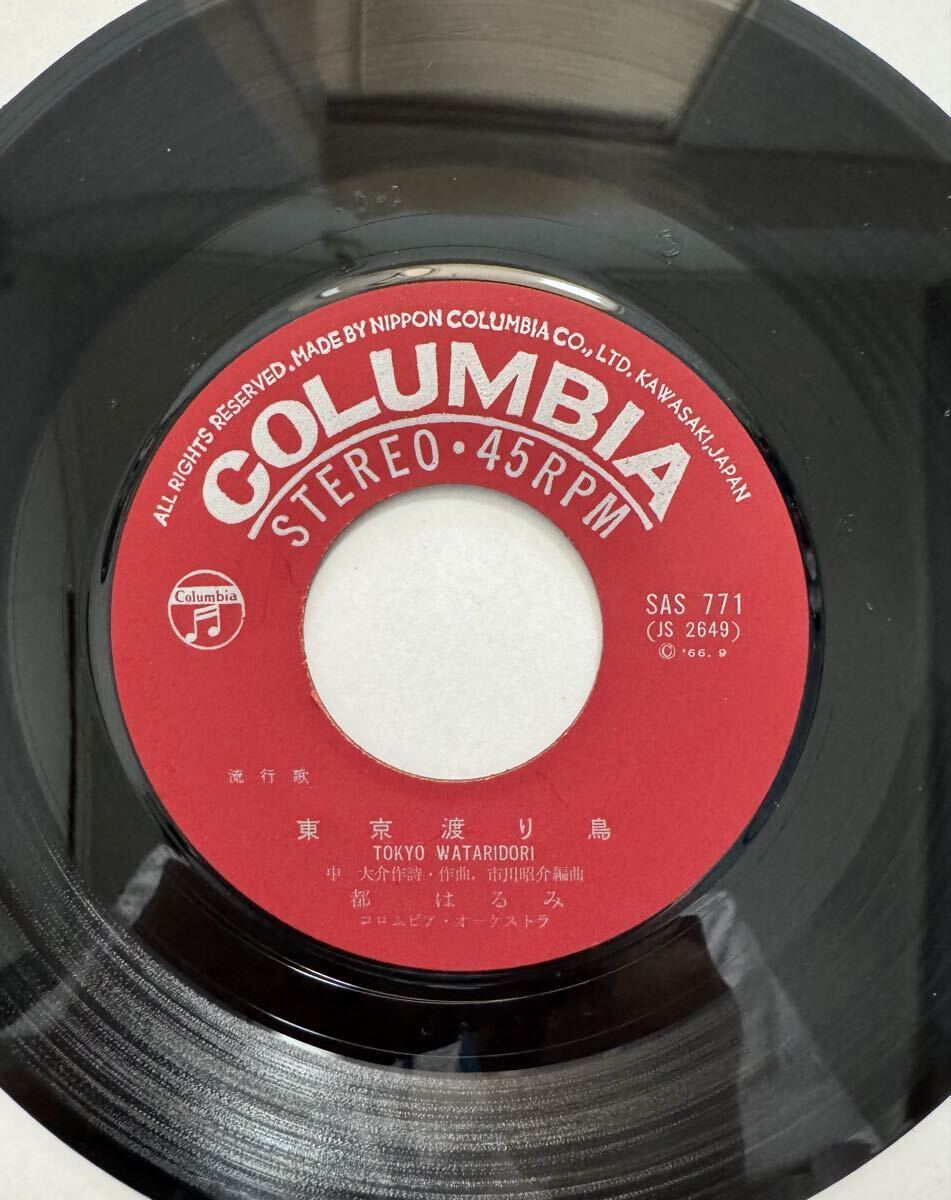 ALL RIGHTS RESERVED. MADE BY NIPPON COLUMBIA CO., LTD. KAWASAKI, JAPAN
COLUMBIA
STEREO・45RPM
Columbia
SAS 771
(JS 2649)
© '66. 9
流行歌
東京渡り鳥
TOKYO WATARIDORI
中 大介作詩・作曲, 市川昭介編曲
都 はるみ
コロムビア・オーケストラ